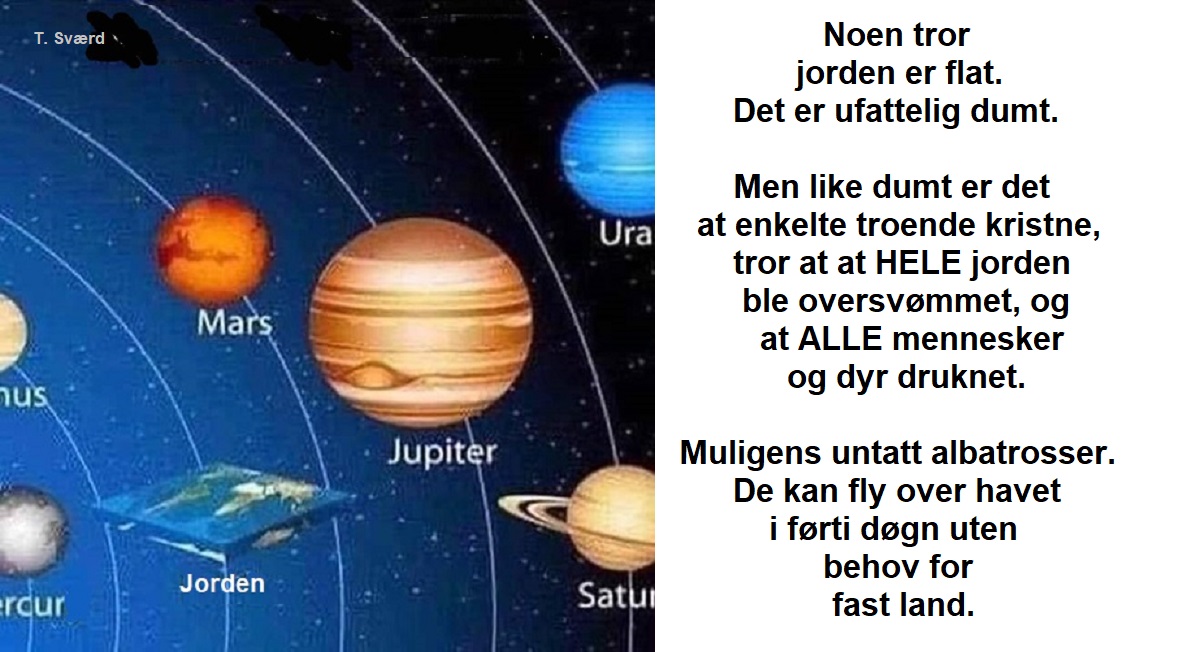 T. Sværd
Noen tror
jorden er flat.
Det er ufattelig dumt.
Men like dumt er det
at enkelte troende kristne,
tror at at HELE jorden
ble oversvømmet, og
at ALLE mennesker
og dyr druknet.
Muligens untatt albatrosser.
De kan fly over havet
i førti døgn uten
behov for
fast land.
Ura
Mars
nus
Jupiter
Jorden
ercur
Satur